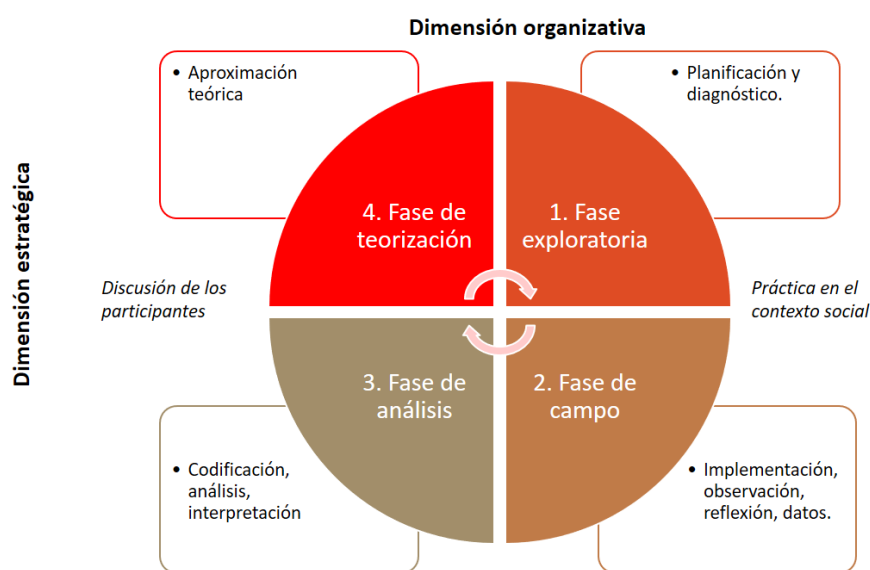 Dimensión organizativa
Dimensión estratégica
• Aproximación
teórica
• Planificación y
diagnóstico.
4. Fase de
teorización
1. Fase
exploratoria
Discusión de los
participantes
Práctica en el
contexto social
3. Fase de
análisis
2. Fase de
campo
• Codificación,
análisis,
interpretación
• Implementación,
observación,
reflexión, datos.